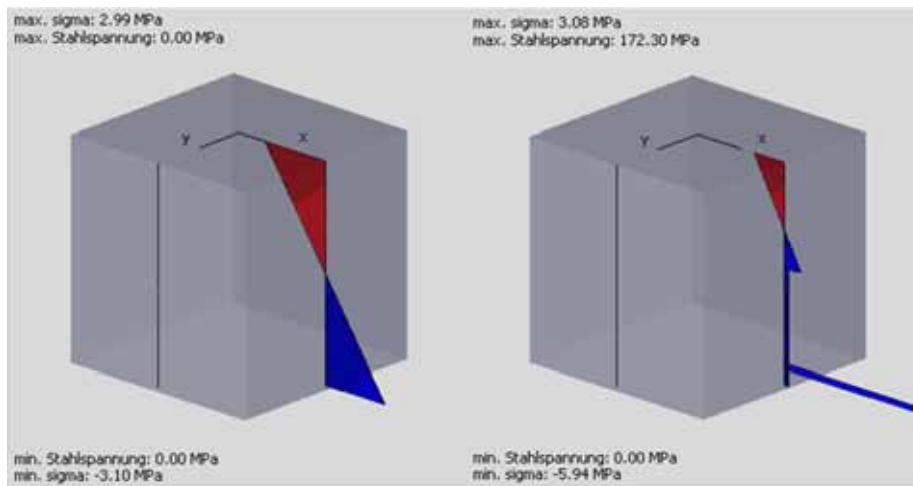 max. sigma: 2.99 MPa
max. Stahlspannung: 0.00 MPa
y
x
min. Stahlspannung: 0.00 MPa
min. sigma: -3.10 MPa
max. sigma: 3.08 MPa
max. Stahlspannung: 172.30 MPa
y
x
min. Stahlspannung: 0.00 MPa
min. sigma: -5.94 MPa